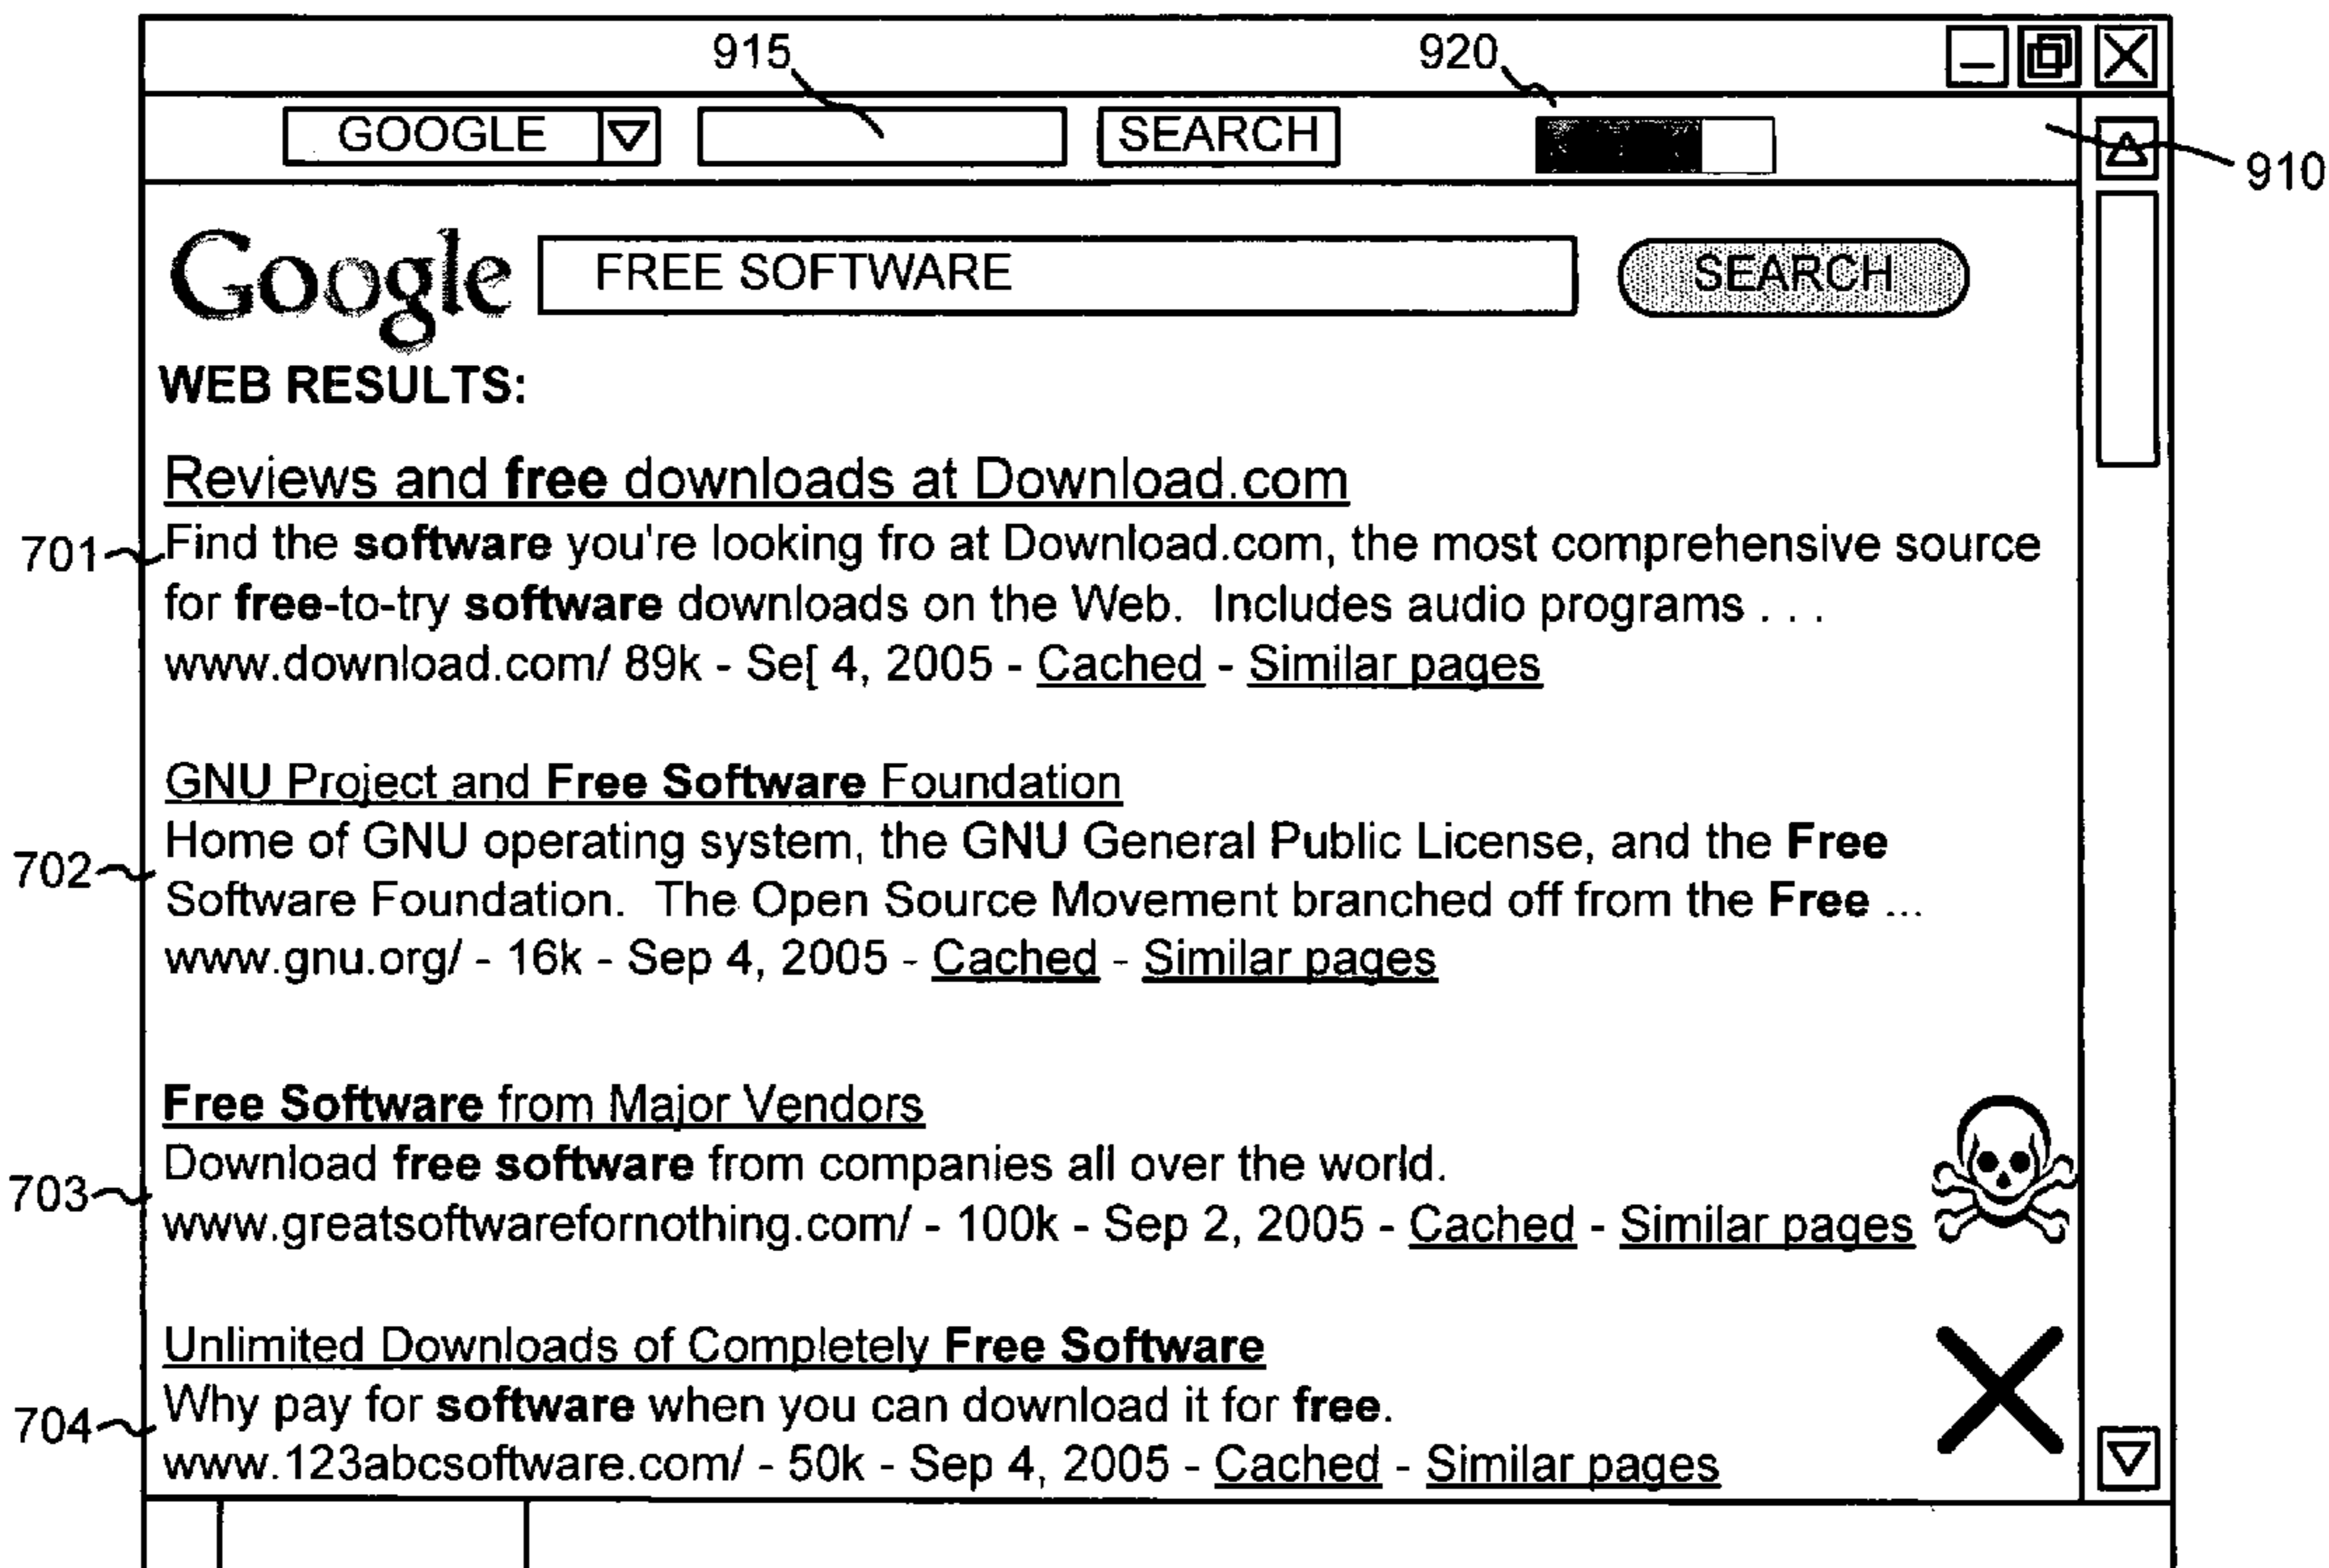 915
920
GOOGLE
SEARCH
910
Google
FREE SOFTWARE
SEARCH
WEB RESULTS:
Reviews and free downloads at Download.com
701
Find the software you're looking fro at Download.com, the most comprehensive source
for free-to-try software downloads on the Web. Includes audio programs . . .
www.download.com/ 89k - Se[ 4, 2005 - Cached - Similar pages
GNU Project and Free Software Foundation
702
Home of GNU operating system, the GNU General Public License, and the Free
Software Foundation. The Open Source Movement branched off from the Free ...
www.gnu.org/ - 16k - Sep 4, 2005 - Cached - Similar pages
Free Software from Major Vendors
703
Download free software from companies all over the world.
www.greatsoftwarefornothing.com/ - 100k - Sep 2, 2005 - Cached - Similar pages
Unlimited Downloads of Completely Free Software
704
Why pay for software when you can download it for free.
www.123abcsoftware.com/ - 50k - Sep 4, 2005 - Cached - Similar pages